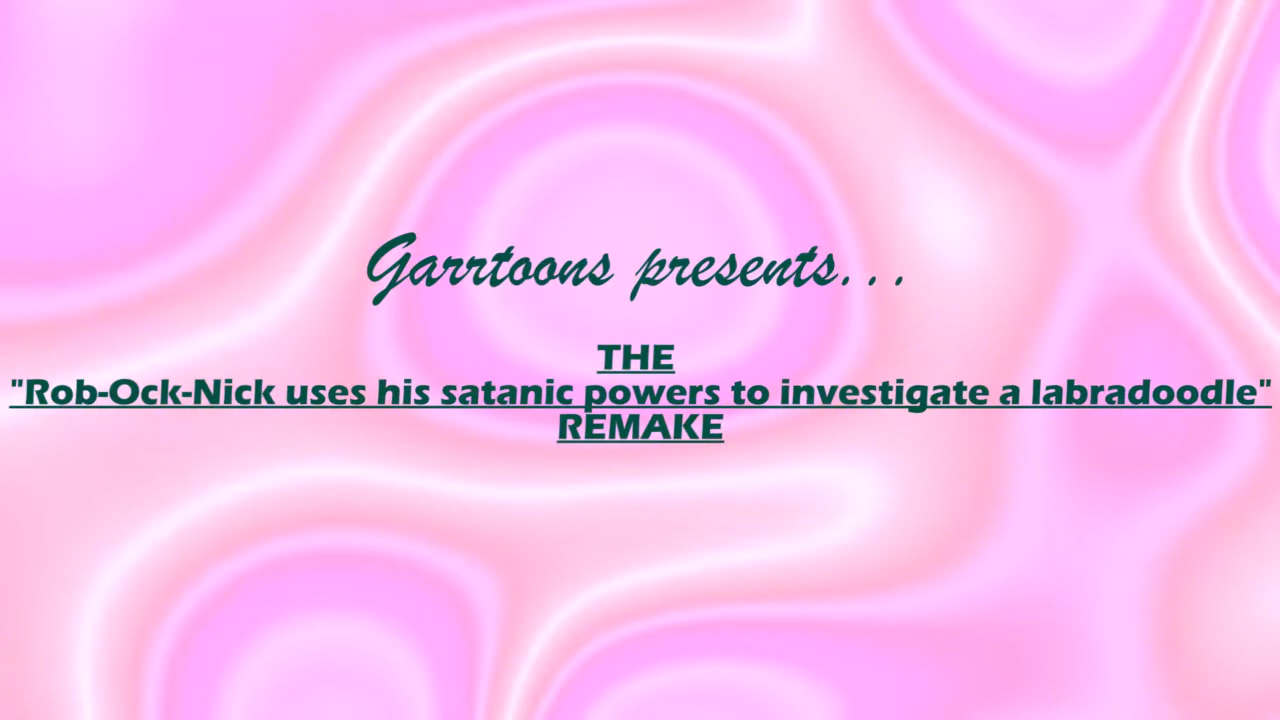 Garrtoons presents...
THE
"Rob-Ock-Nick uses his satanic powers to investigate a labradoodle"
REMAKE